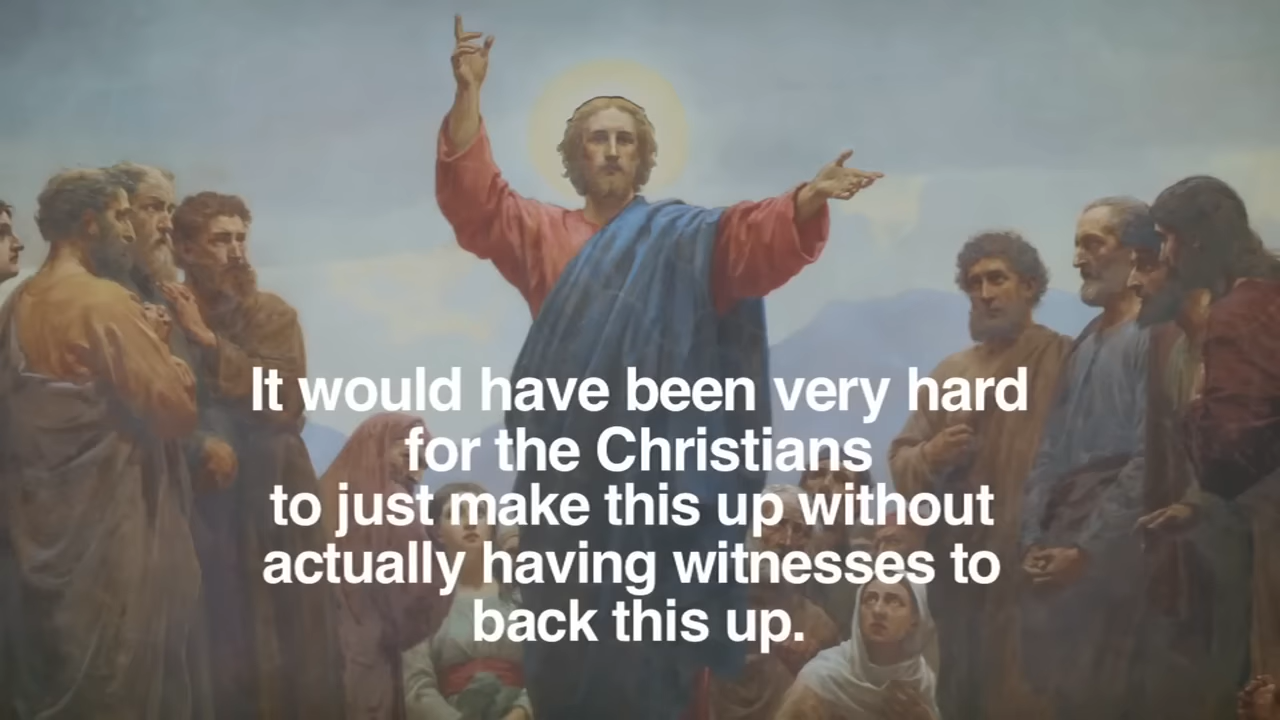 It would have been very hard
for the Christians
to just make this up without
actually having witnesses to
back this up.